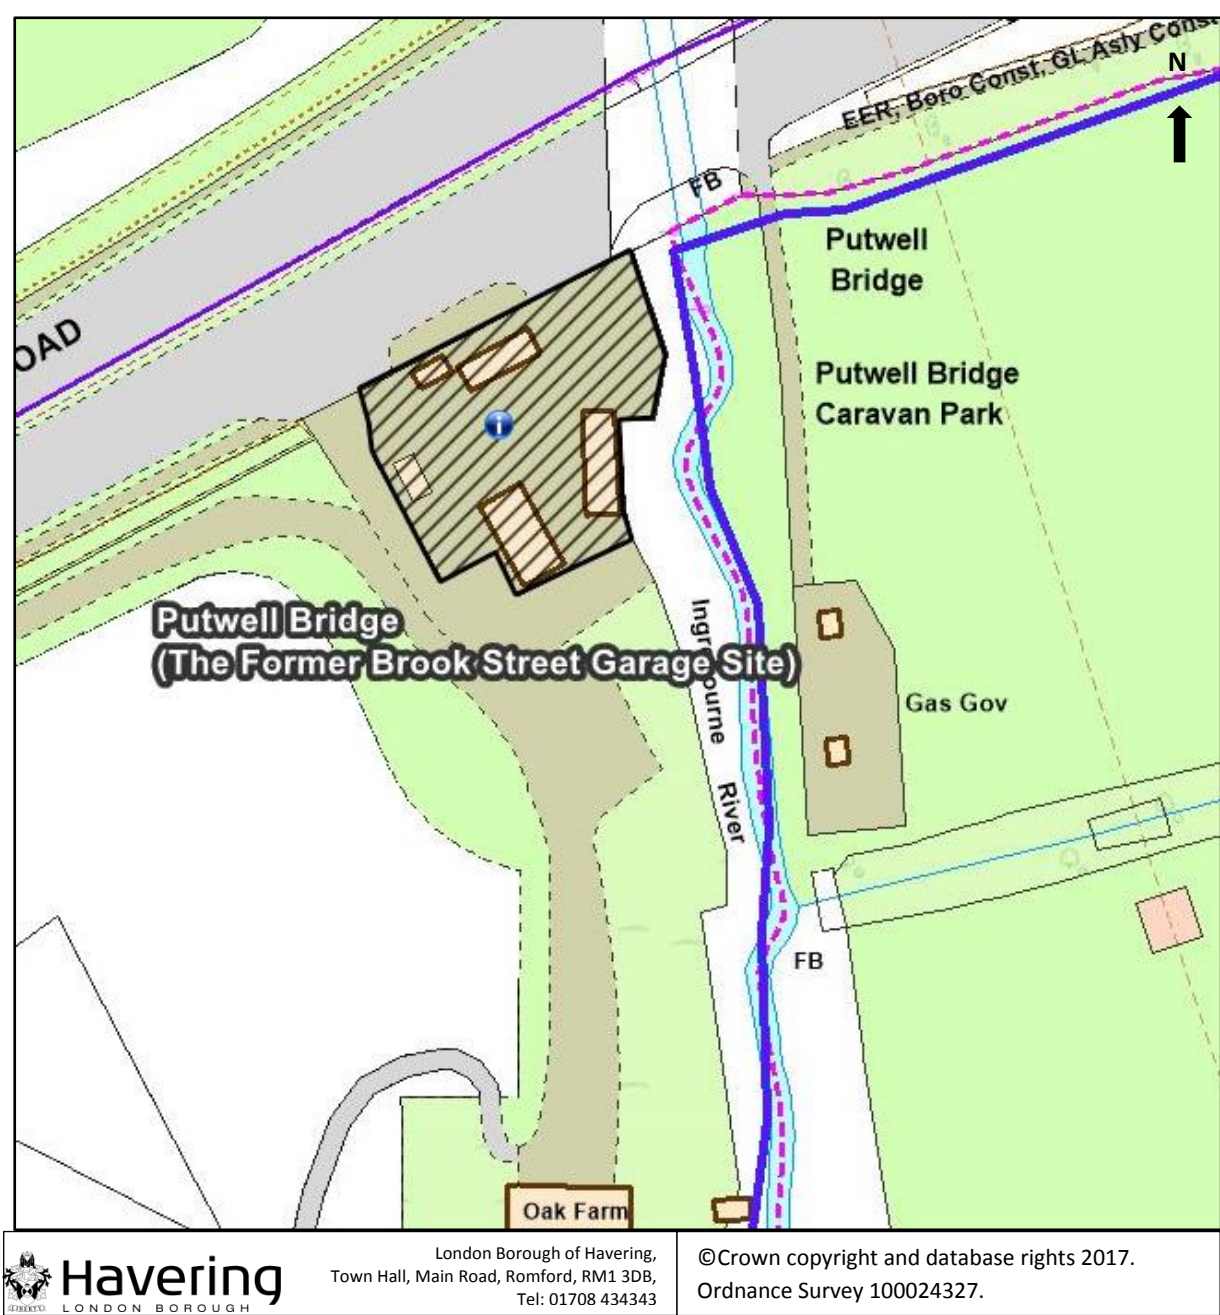 EER, Boro Const, GL Asly Const
N
FB
Putwell
Bridge
OAD
Putwell Bridge
Caravan Park
i
Putwell Bridge
(The Former Brook Street Garage Site)
Ingrebourne
River
Gas Gov
FB
Oak Farm
Havering
LONDON BOROUGH
London Borough of Havering,
Town Hall, Main Road, Romford, RM1 3DB,
Tel: 01708 434343
©Crown copyright and database rights 2017.
Ordnance Survey 100024327.